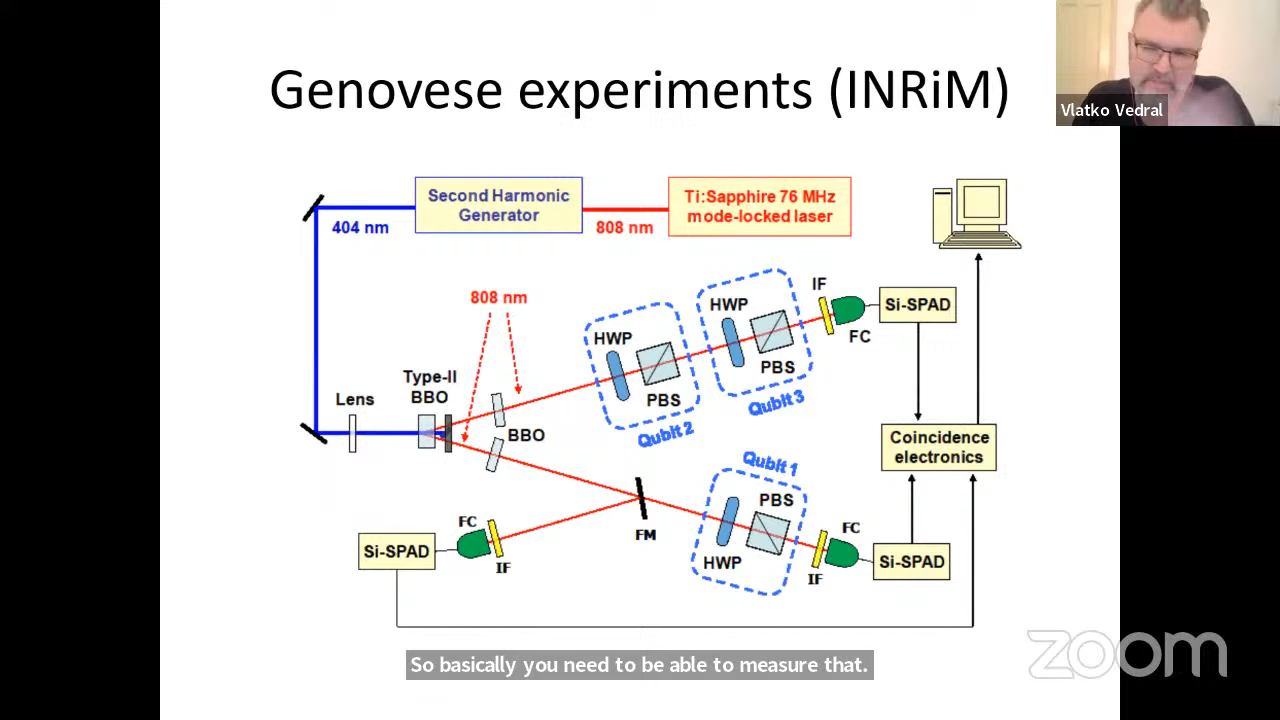 Genovese experiments (INRiM)
Vlatko Vedral
Second Harmonic
Generator
Ti:Sapphire 76 MHz
mode-locked laser
404 nm
808 nm
808 nm
IF
HWP
Si-SPAD
FC
HWP
PBS
PBS
Qubit 3
Qubit 2
Type-II
BBO
Lens
BBO
Coincidence
electronics
Qubit 1
PBS
FC
FM
FC
Si-SPAD
IF
HWP
IF
Si-SPAD
So basically you need to be able to measure that.
zoom